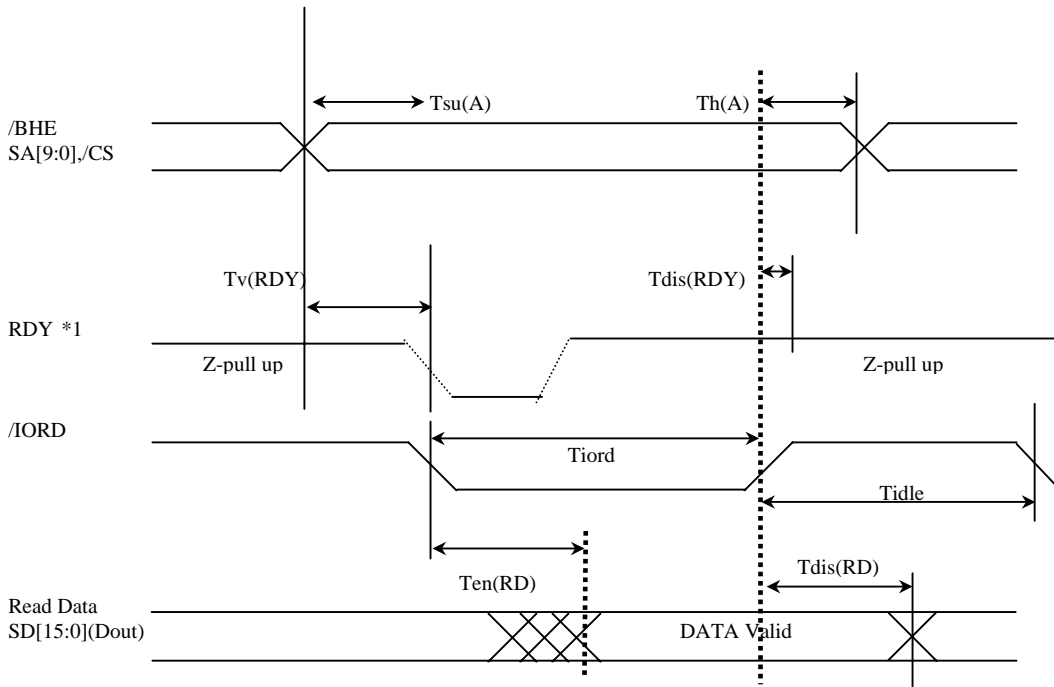 Tsu(A) Th(A)
/BHE
SA[9:0],/CS
Tv(RDY) Tdis(RDY)
RDY *1
Z-pull up Z-pull up
/IORD
Tiord
Tidle
Ten(RD) Tdis(RD)
Read Data
SD[15:0](Dout) DATA Valid